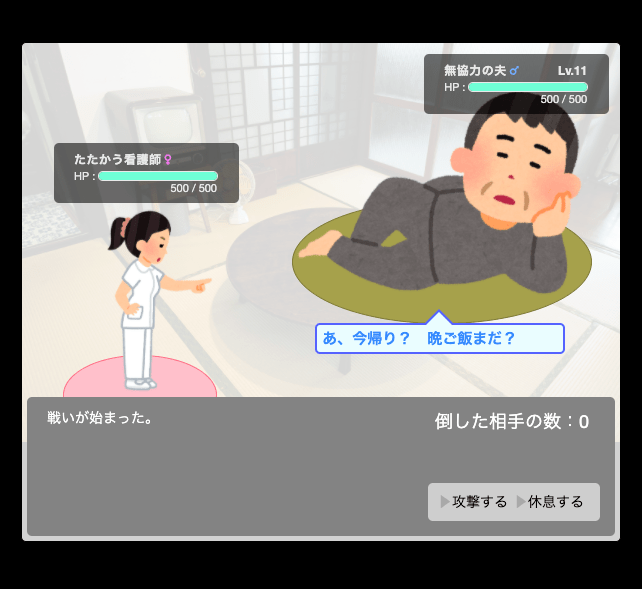 無協力の夫♂ Lv.11
HP :
500 / 500
たたかう看護師♀
HP :
500 / 500
あ、今帰り？　晩ご飯まだ？
戦いが始まった。
倒した相手の数：0
▶攻撃する ▶休息する